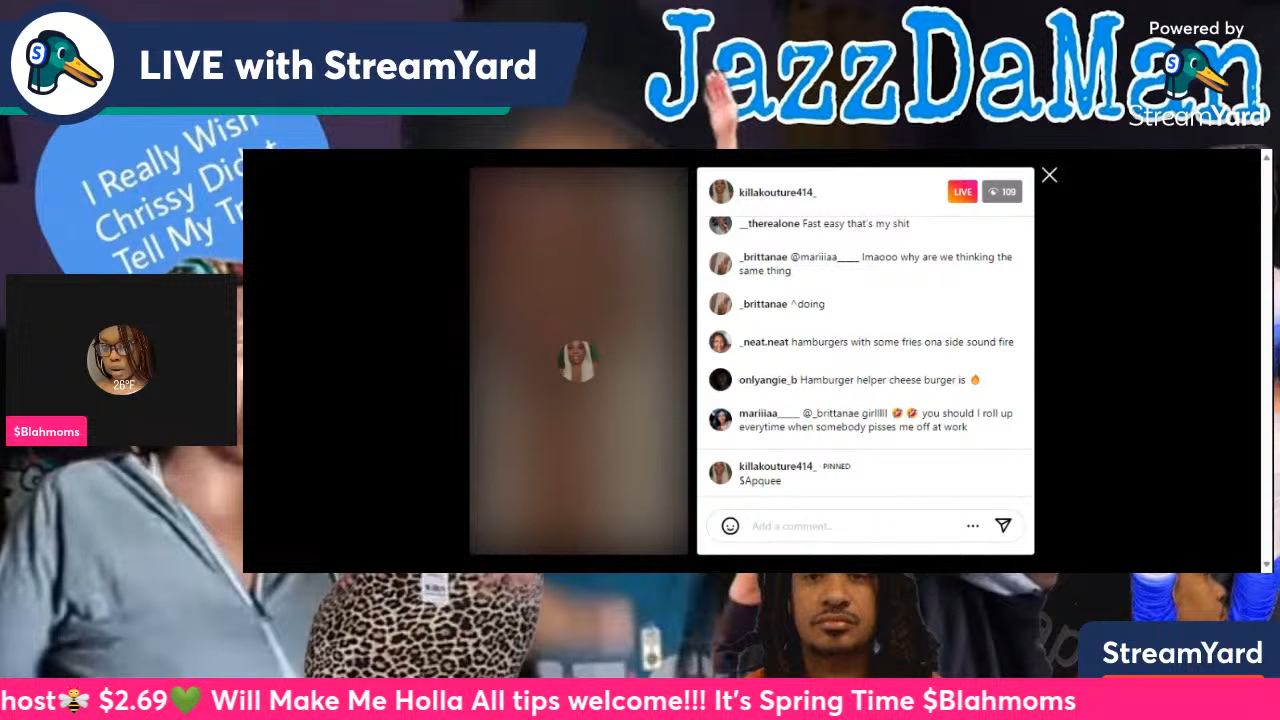 LIVE with StreamYard
JazzDaMan
Powered by
StreamYard
I Really Wish
Chrissy
Tell My
killakouture414_
LIVE
109
__therealone Fast easy that's my shit
_brittanae @mariiiaa____ lmaooo why are we thinking the
same thing
_brittanae ^doing
_neat.neat hamburgers with some fries ona side sound fire
onlyangie_b Hamburger helper cheese burger is 🔥
mariiiaa____ @_brittanae girlllll 🤣 🤣 you should I roll up
everytime when somebody pisses me off at work
killakouture414_ · PINNED
$Apquee
Add a comment...
26°F
$Blahmoms
StreamYard
host🐝 $2.69💚 Will Make Me Holla All tips welcome!!! It's Spring Time $Blahmoms